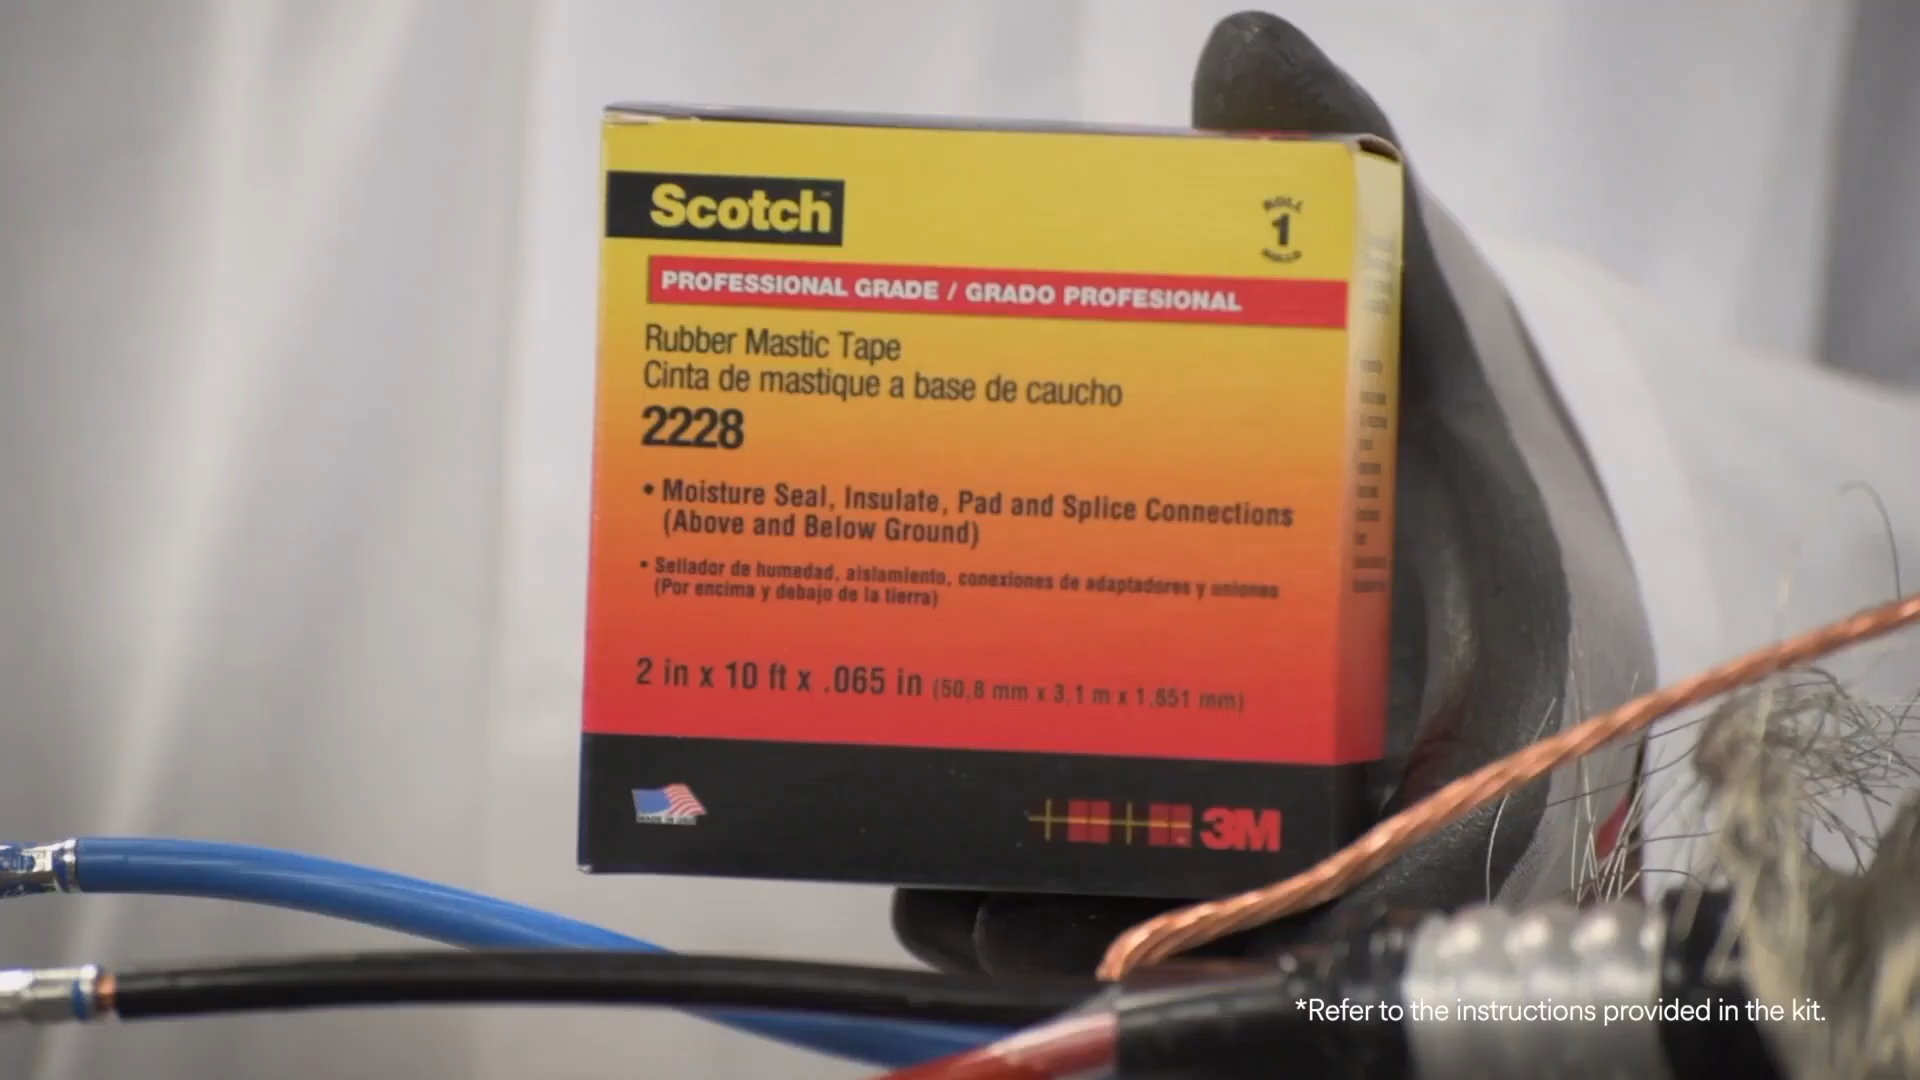 Scotch
ROLL
1
ROLLO
PROFESSIONAL GRADE / GRADO PROFESIONAL
Rubber Mastic Tape
Cinta de mastique a base de caucho
2228
• Moisture Seal, Insulate, Pad and Splice Connections
(Above and Below Ground)
• Sellador de humedad, aislamiento, conexiones de adaptadores y uniones
(Por encima y debajo de la tierra)
2 in x 10 ft x .065 in (50,8 mm x 3,1 m x 1,651 mm)
MADE IN USA
3M
*Refer to the instructions provided in the kit.